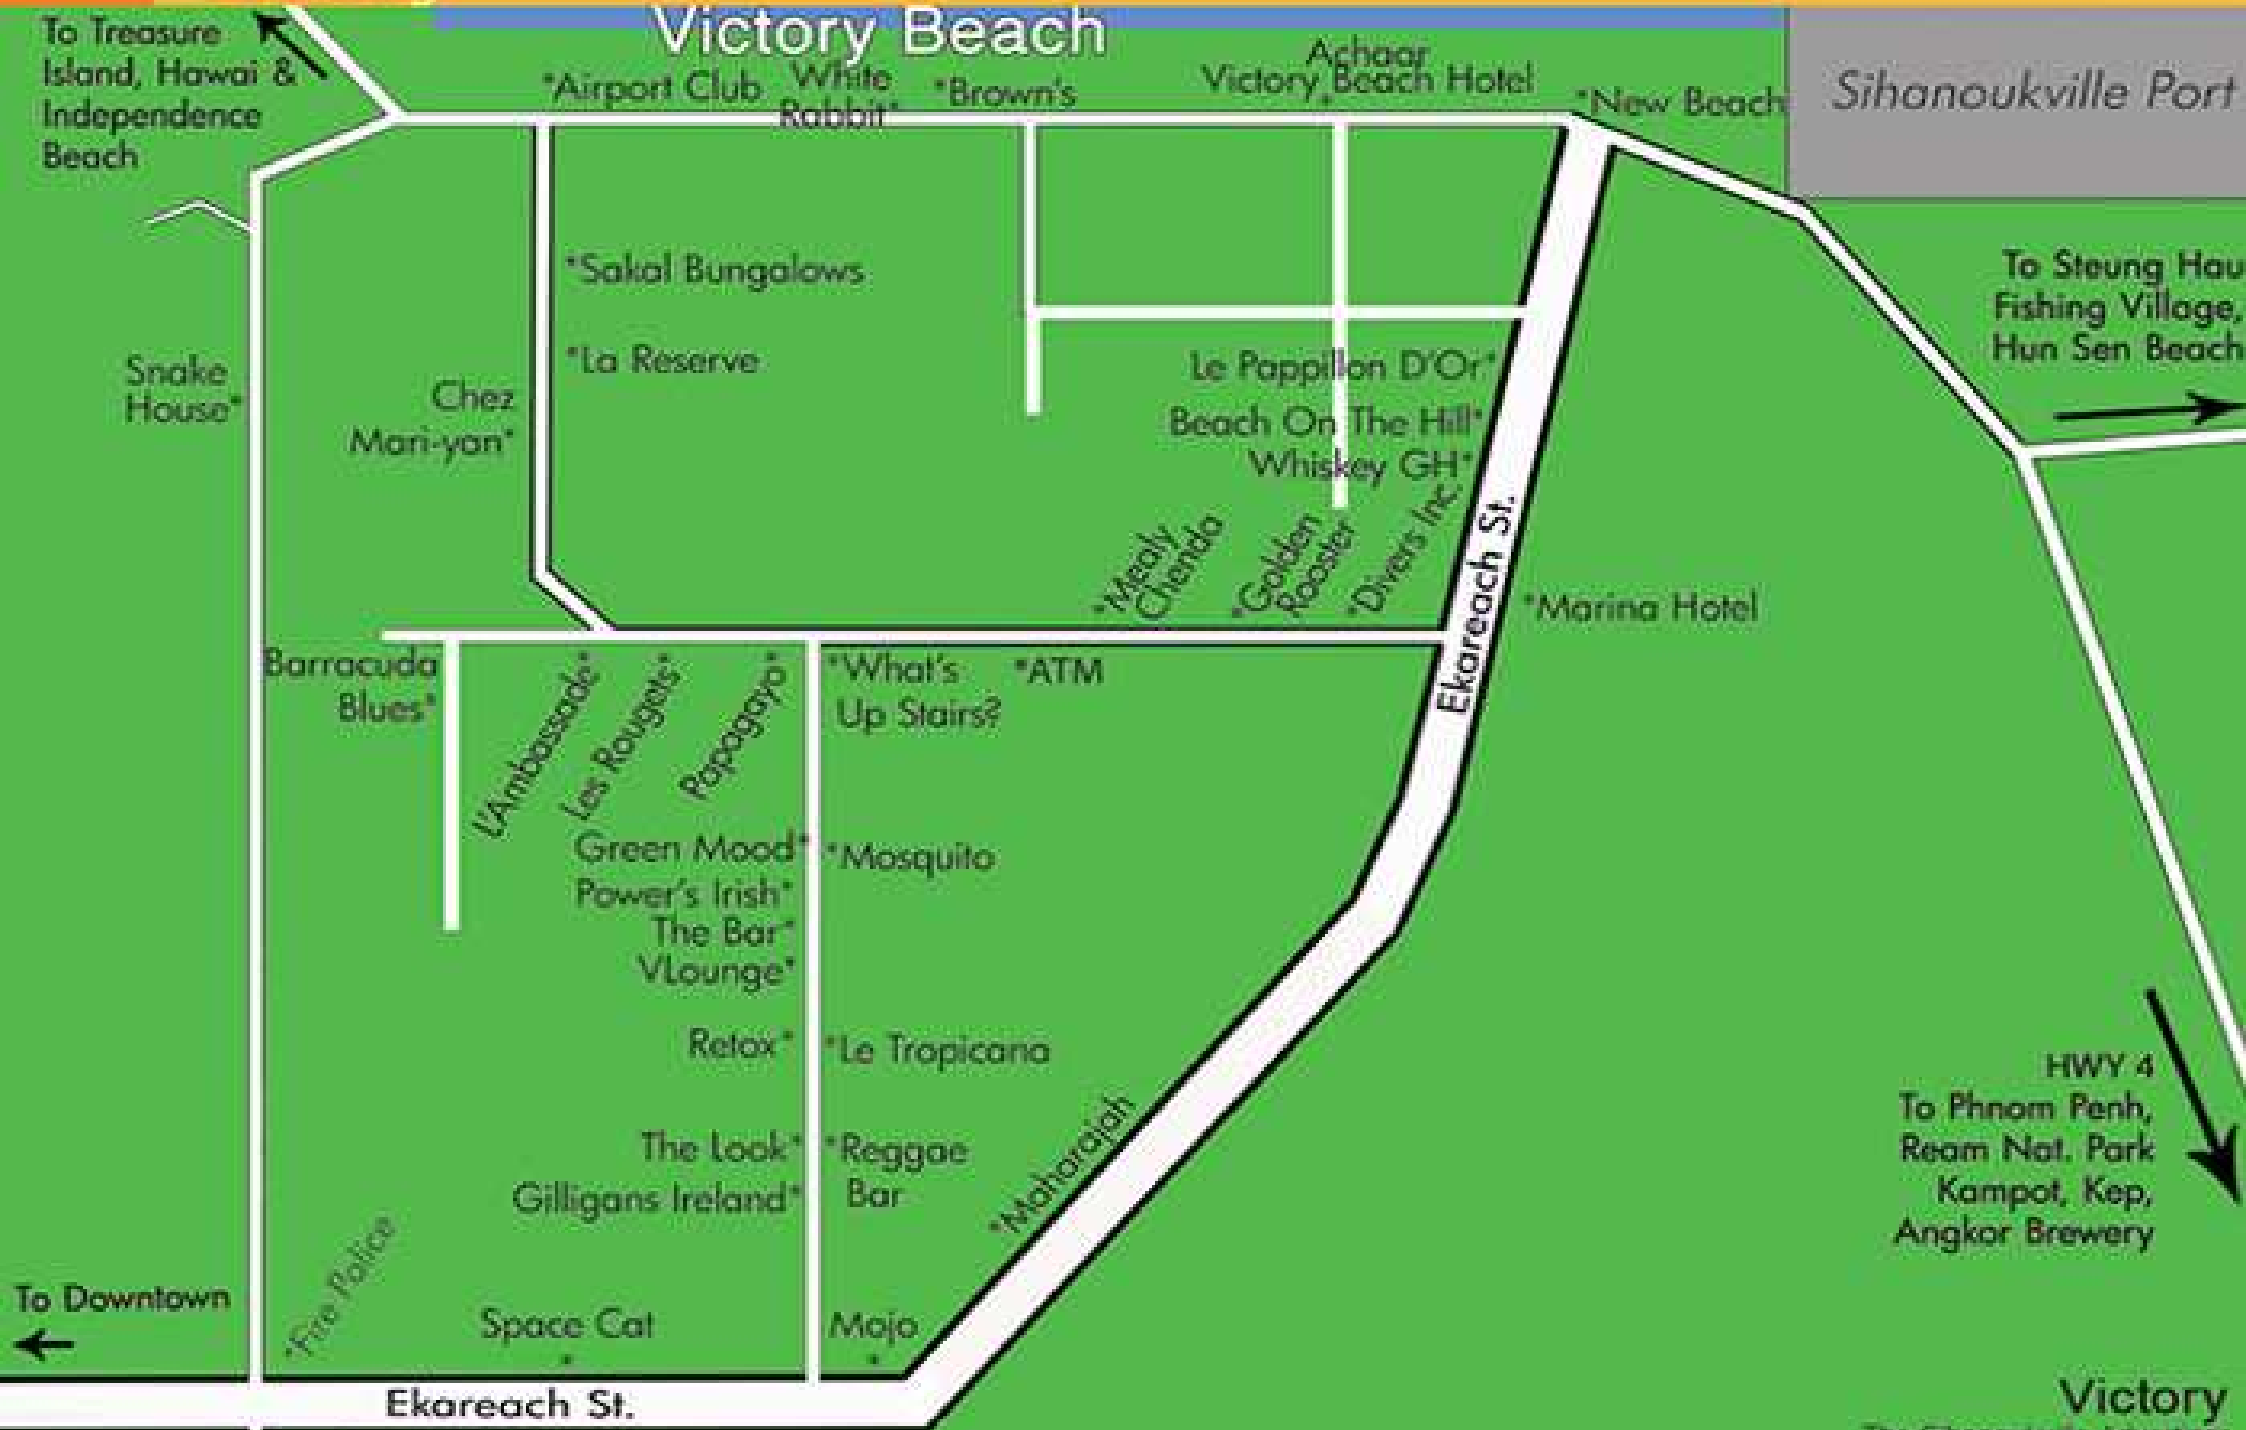 To Treasure
Island, Hawai &
Independence
Beach
Victory Beach
*Airport Club
White
Rabbit*
*Brown's
Achaar
Victory Beach Hotel
*New Beach
Sihanoukville Port
*Sakal Bungalows
*La Reserve
Snake
House*
Chez
Mari-yan*
To Steung Hau
Fishing Village,
Hun Sen Beach
Le Pappillon D'Or*
Beach On The Hill*
Whiskey GH*
*Mealy
Chenda
*Golden
Rooster
*Divers Inc.
Ekareach St.
*Marina Hotel
Barracuda
Blues*
L'Ambassade*
Les Rougets*
Papagayo*
*What's
Up Stairs?
*ATM
Green Mood*
*Mosquito
Power's Irish*
The Bar*
VLounge*
Retox*
*Le Tropicana
The Look*
*Reggae
Bar
Gilligans Ireland*
*Maharajah
HWY 4
To Phnom Penh,
Ream Nat. Park
Kampot, Kep,
Angkor Brewery
*Fire Police
To Downtown
Space Cat
Mojo
Ekareach St.
Victory